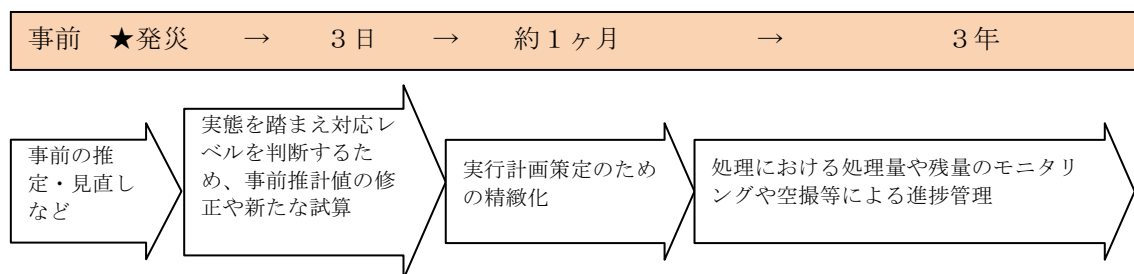 事前 ★発災 → 3日 → 約1ヶ月 → 3年
事前の推
定・見直し
など
実態を踏まえ対応レ
ベルを判断するた
め、事前推計値の修
正や新たな試算
実行計画策定のため
の精緻化
処理における処理量や残量のモニタリ
ングや空撮等による進捗管理